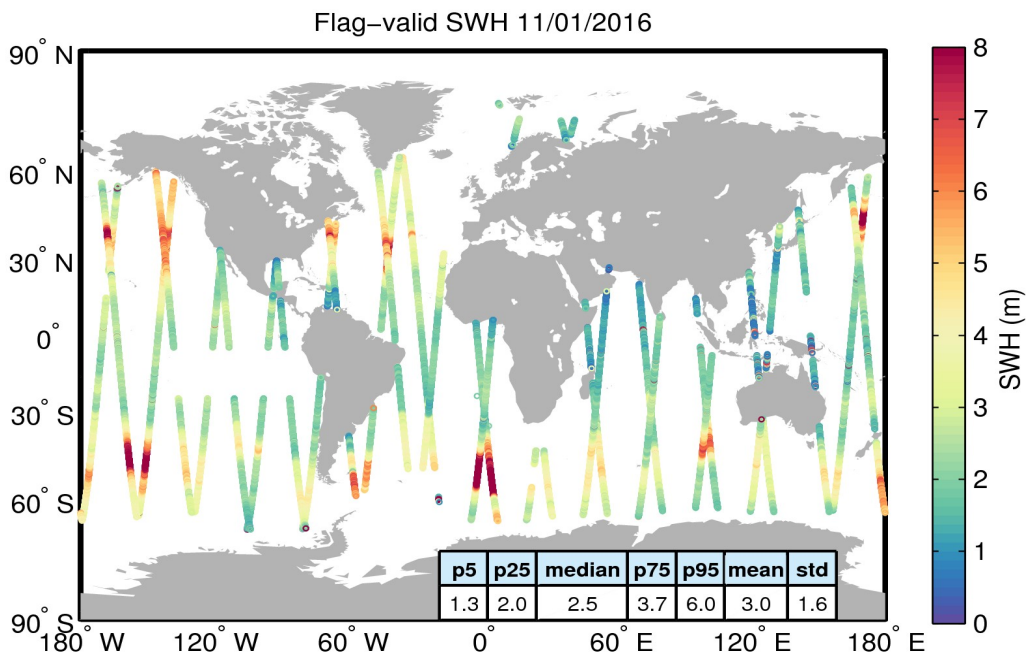 Flag−valid SWH 11/01/2016
90° N
60° N
30° N
0°
30° S
60° S
90° S
180° W
120° W
60° W
0°
60° E
120° E
180° E
p5 p25 median p75 p95 mean std
1.3 2.0 2.5 3.7 6.0 3.0 1.6
8
7
6
5
4
3
2
1
0
SWH (m)